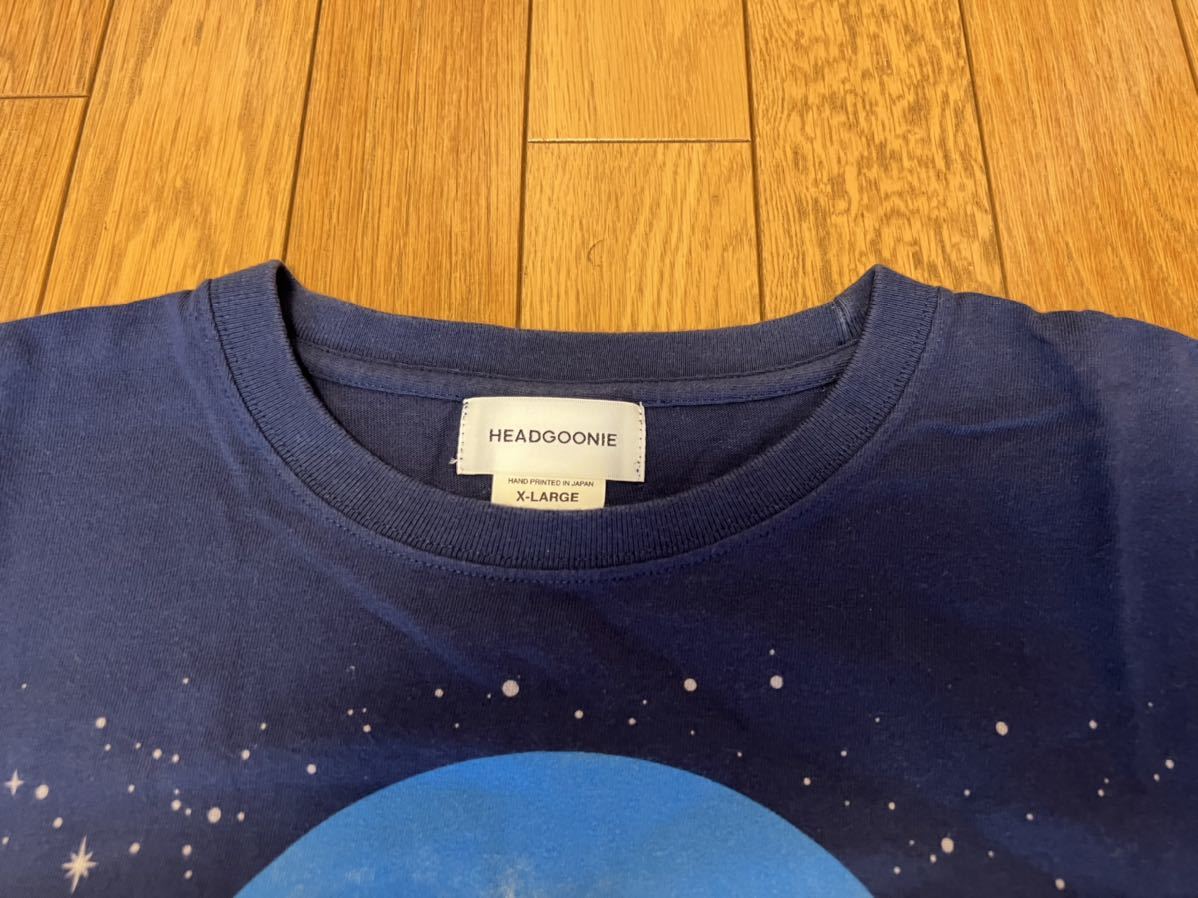 HEADGOONIE
HAND PRINTED IN JAPAN
X-LARGE